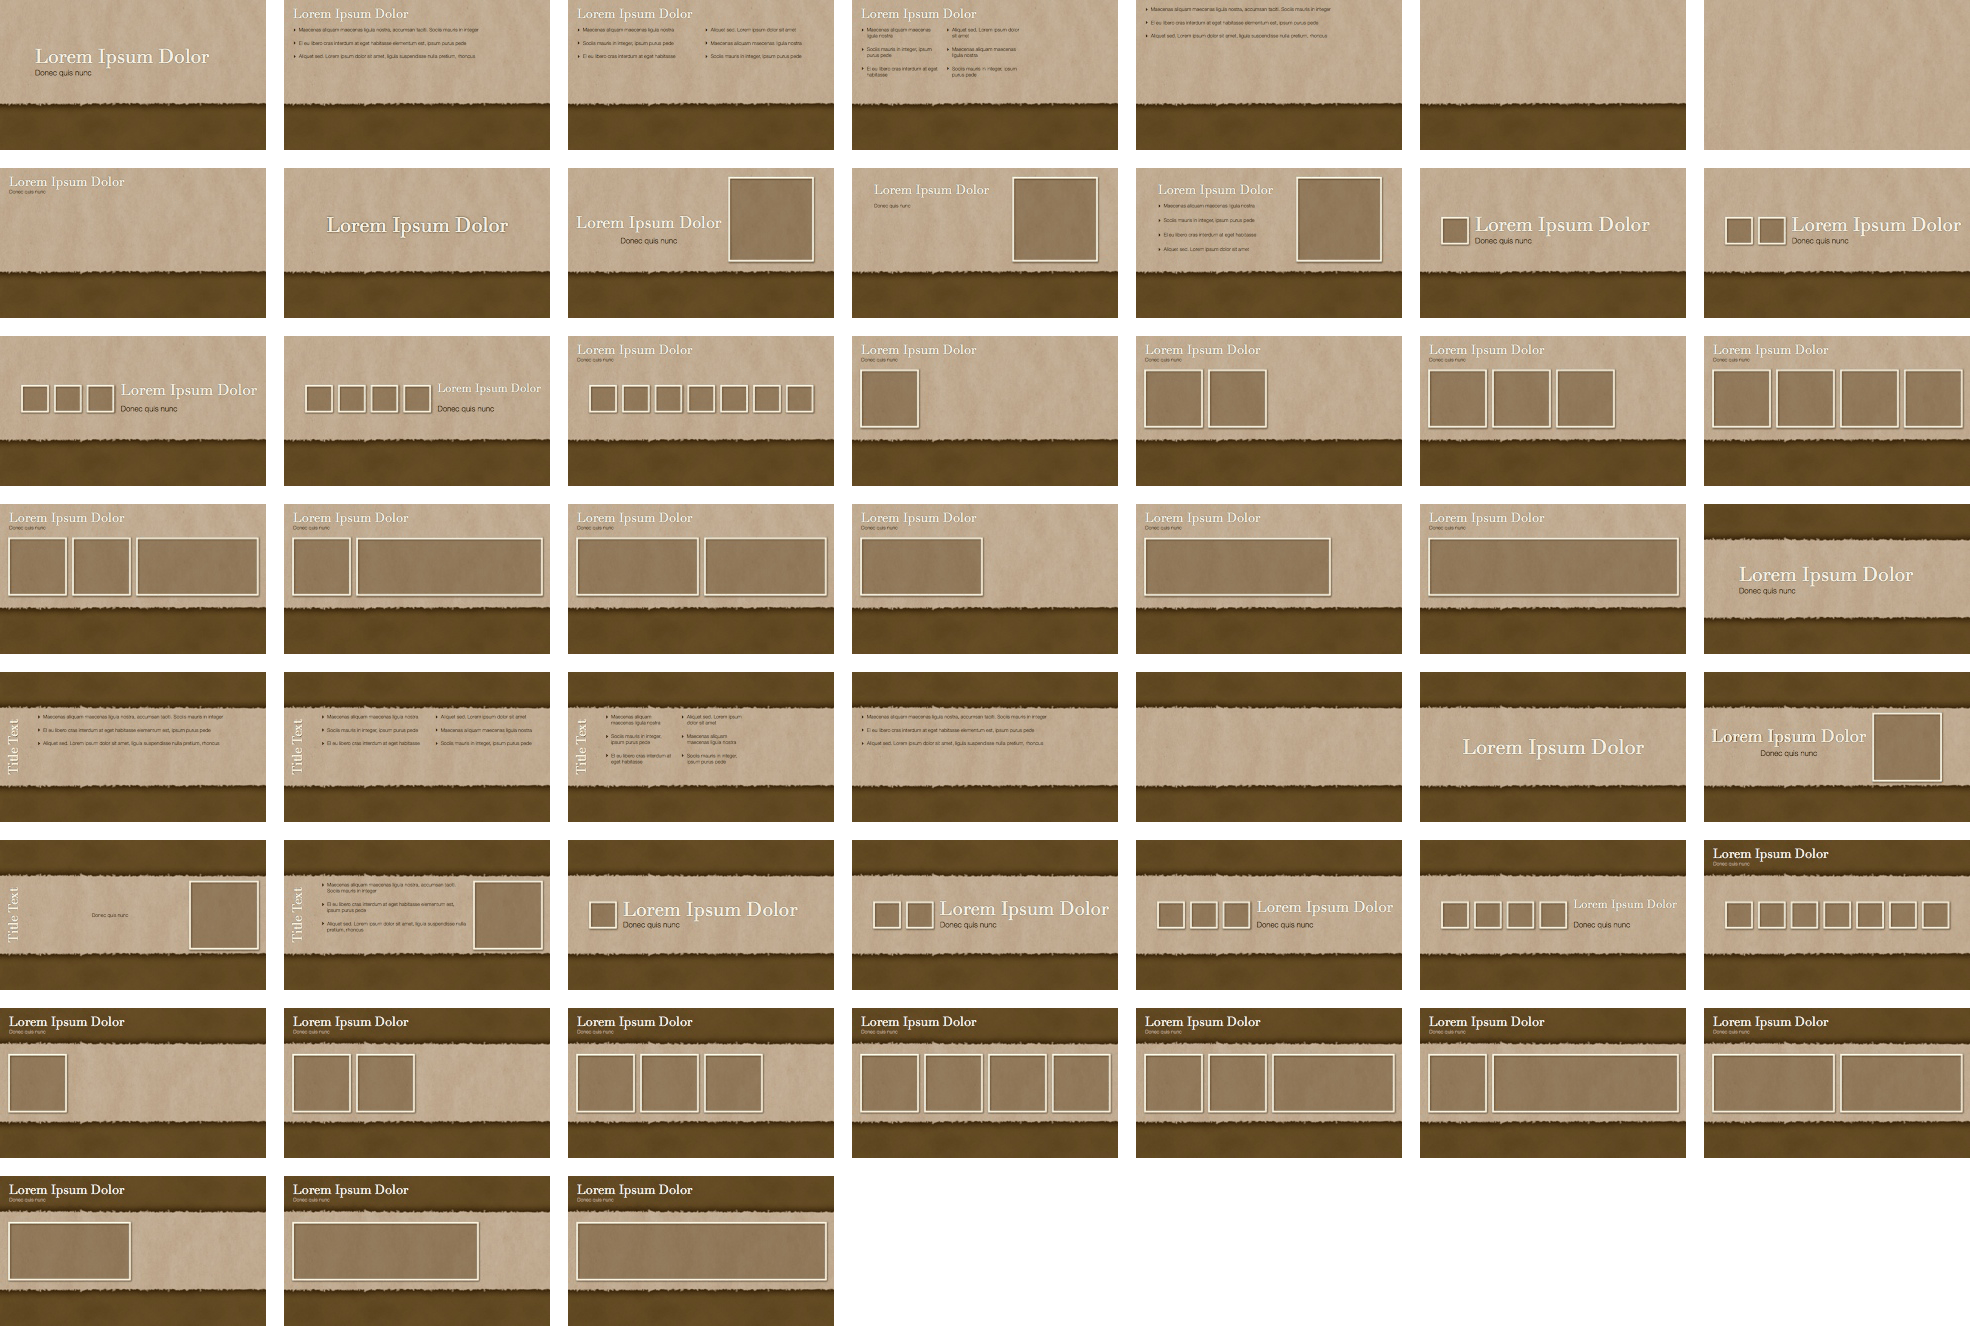 Lorem Ipsum Dolor
Donec quis nunc
Lorem Ipsum Dolor
Maecenas aliquam maecenas ligula nostra, accumsan taciti. Sociis mauris in integer
El eu libero cras interdum at eget habitasse elementum est, ipsum purus pede
Aliquet sed. Lorem ipsum dolor sit amet, ligula suspendisse nulla pretium, rhoncus
Lorem Ipsum Dolor
Maecenas aliquam maecenas ligula nostra
Sociis mauris in integer, ipsum purus pede
El eu libero cras interdum at eget habitasse
Aliquet sed. Lorem ipsum dolor sit amet
Maecenas aliquam maecenas ligula nostra
Sociis mauris in integer, ipsum purus pede
Lorem Ipsum Dolor
Maecenas aliquam maecenas
ligula nostra
Sociis mauris in integer, ipsum
purus pede
El eu libero cras interdum at eget
habitasse
Aliquet sed. Lorem ipsum dolor
sit amet
Maecenas aliquam maecenas
ligula nostra
Sociis mauris in integer, ipsum
purus pede
Maecenas aliquam maecenas ligula nostra, accumsan taciti. Sociis mauris in integer
El eu libero cras interdum at eget habitasse elementum est, ipsum purus pede
Aliquet sed. Lorem ipsum dolor sit amet, ligula suspendisse nulla pretium, rhoncus
Lorem Ipsum Dolor
Donec quis nunc
Lorem Ipsum Dolor
Lorem Ipsum Dolor
Donec quis nunc
Lorem Ipsum Dolor
Donec quis nunc
Lorem Ipsum Dolor
Maecenas aliquam maecenas ligula nostra
Sociis mauris in integer, ipsum purus pede
El eu libero cras interdum at eget habitasse
Aliquet sed. Lorem ipsum dolor sit amet
Lorem Ipsum Dolor
Donec quis nunc
Lorem Ipsum Dolor
Donec quis nunc
Lorem Ipsum Dolor
Donec quis nunc
Lorem Ipsum Dolor
Donec quis nunc
Lorem Ipsum Dolor
Donec quis nunc
Lorem Ipsum Dolor
Donec quis nunc
Lorem Ipsum Dolor
Donec quis nunc
Lorem Ipsum Dolor
Donec quis nunc
Lorem Ipsum Dolor
Donec quis nunc
Lorem Ipsum Dolor
Donec quis nunc
Lorem Ipsum Dolor
Donec quis nunc
Lorem Ipsum Dolor
Donec quis nunc
Lorem Ipsum Dolor
Donec quis nunc
Lorem Ipsum Dolor
Donec quis nunc
Lorem Ipsum Dolor
Donec quis nunc
Lorem Ipsum Dolor
Donec quis nunc
Title Text
Maecenas aliquam maecenas ligula nostra, accumsan taciti. Sociis mauris in integer
El eu libero cras interdum at eget habitasse elementum est, ipsum purus pede
Aliquet sed. Lorem ipsum dolor sit amet, ligula suspendisse nulla pretium, rhoncus
Title Text
Maecenas aliquam maecenas ligula nostra
Sociis mauris in integer, ipsum purus pede
El eu libero cras interdum at eget habitasse
Aliquet sed. Lorem ipsum dolor sit amet
Maecenas aliquam maecenas ligula nostra
Sociis mauris in integer, ipsum purus pede
Title Text
Maecenas aliquam
maecenas ligula nostra
Sociis mauris in integer,
ipsum purus pede
El eu libero cras interdum at
eget habitasse
Aliquet sed. Lorem ipsum
dolor sit amet
Maecenas aliquam
maecenas ligula nostra
Sociis mauris in integer,
ipsum purus pede
Maecenas aliquam maecenas ligula nostra, accumsan taciti. Sociis mauris in integer
El eu libero cras interdum at eget habitasse elementum est, ipsum purus pede
Aliquet sed. Lorem ipsum dolor sit amet, ligula suspendisse nulla pretium, rhoncus
Lorem Ipsum Dolor
Lorem Ipsum Dolor
Donec quis nunc
Title Text
Donec quis nunc
Title Text
Maecenas aliquam maecenas ligula nostra, accumsan taciti.
Sociis mauris in integer
El eu libero cras interdum at eget habitasse elementum est,
ipsum purus pede
Aliquet sed. Lorem ipsum dolor sit amet, ligula suspendisse nulla
pretium, rhoncus
Lorem Ipsum Dolor
Donec quis nunc
Lorem Ipsum Dolor
Donec quis nunc
Lorem Ipsum Dolor
Donec quis nunc
Lorem Ipsum Dolor
Donec quis nunc
Lorem Ipsum Dolor
Donec quis nunc
Lorem Ipsum Dolor
Donec quis nunc
Lorem Ipsum Dolor
Donec quis nunc
Lorem Ipsum Dolor
Donec quis nunc
Lorem Ipsum Dolor
Donec quis nunc
Lorem Ipsum Dolor
Donec quis nunc
Lorem Ipsum Dolor
Donec quis nunc
Lorem Ipsum Dolor
Donec quis nunc
Lorem Ipsum Dolor
Donec quis nunc
Lorem Ipsum Dolor
Donec quis nunc
Lorem Ipsum Dolor
Donec quis nunc